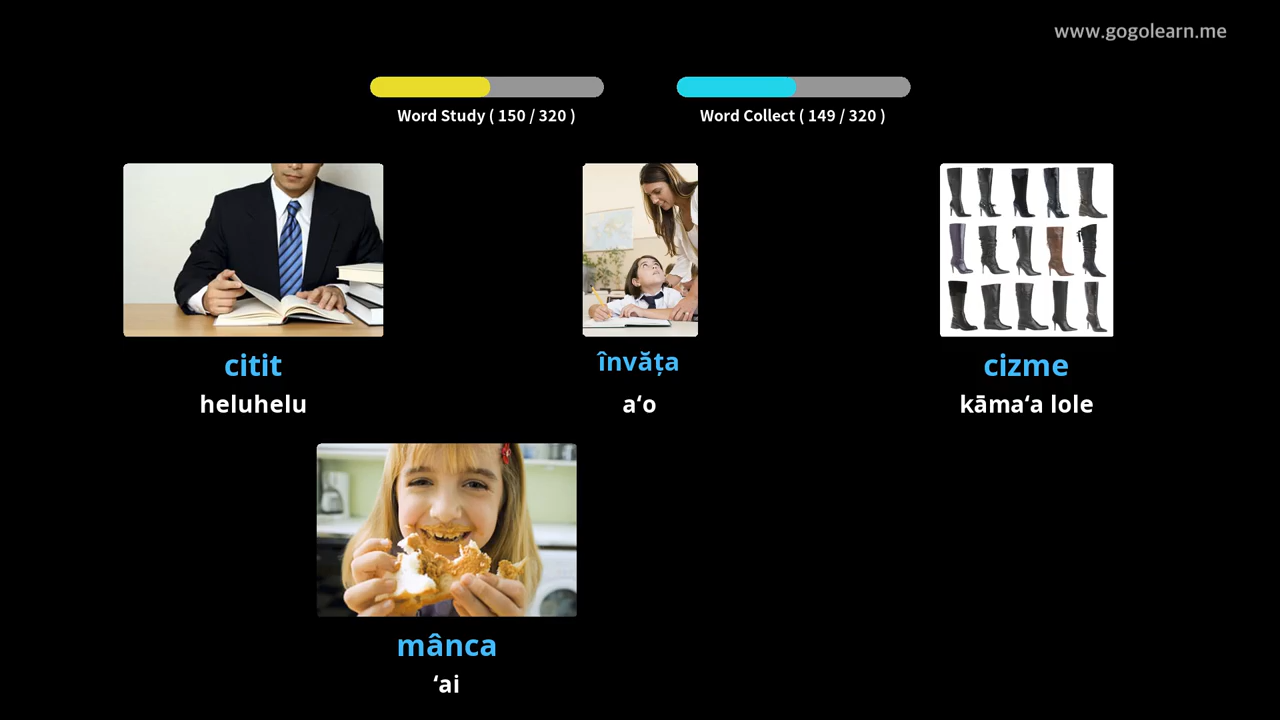 www.gogolearn.me
Word Study ( 150 / 320 )
Word Collect ( 149 / 320 )
citit
heluhelu
învăța
aʻo
cizme
kāmaʻa lole
mânca
ʻai